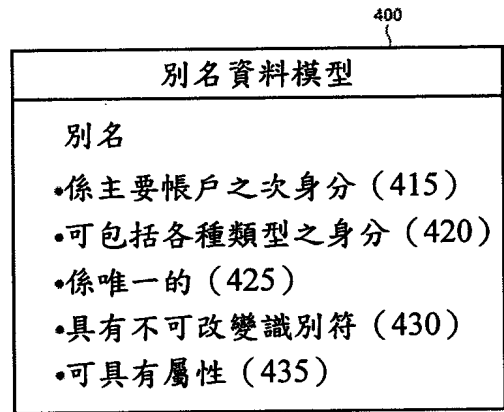 400
別名資料模型
別名
•係主要帳戶之次身分（415）
•可包括各種類型之身分（420）
•係唯一的（425）
•具有不可改變識別符（430）
•可具有屬性（435）